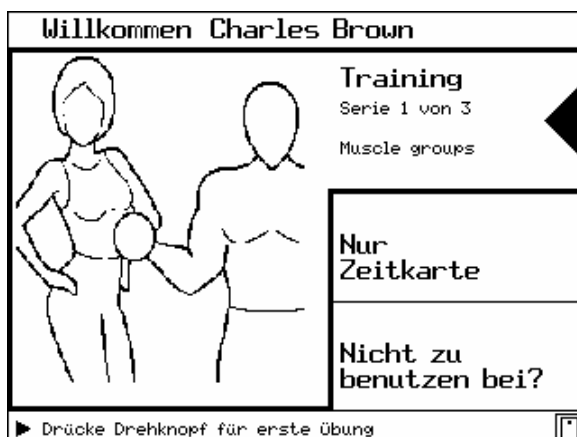 Willkommen Charles Brown
Training
Serie 1 von 3
Muscle groups
Nur
Zeitkarte
Nicht zu
benutzen bei?
Drücke Drehknopf für erste übung